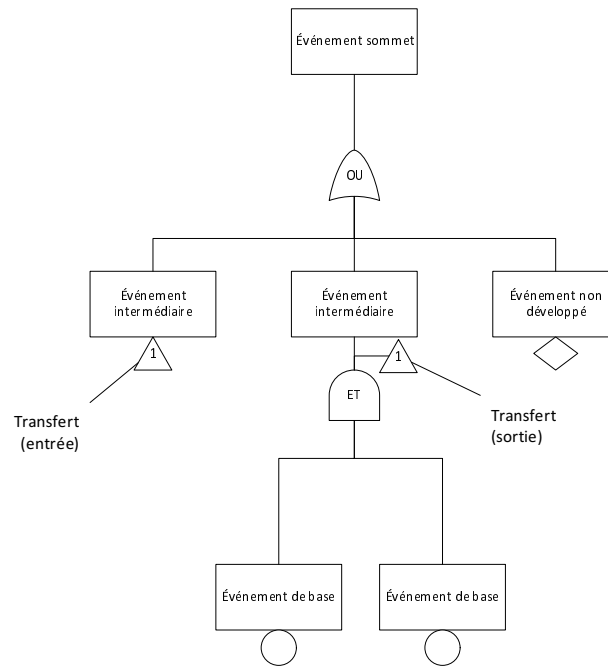 Événement sommet
OU
Événement
intermédiaire
Événement
intermédiaire
Événement non
développé
1
1
Transfert
(entrée)
ET
Transfert
(sortie)
Événement de base
Événement de base